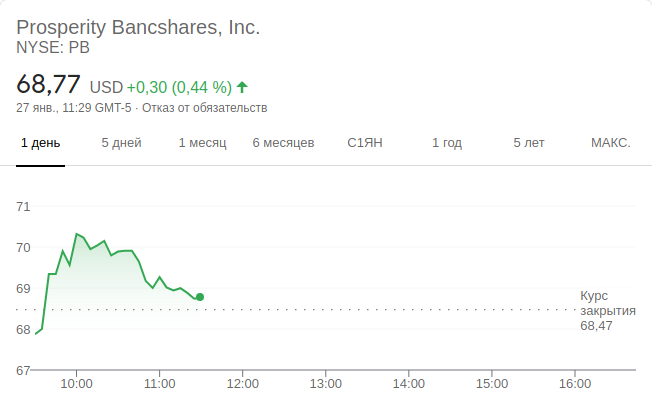 Prosperity Bancshares, Inc.
NYSE: PB
68,77 USD +0,30 (0,44 %)
27 янв., 11:29 GMT-5 · Отказ от обязательств
1 день 5 дней 1 месяц 6 месяцев С1ЯН 1 год 5 лет МАКС.
71
70
69
Курс
закрытия
68,47
68
67
10:00 11:00 12:00 13:00 14:00 15:00 16:00